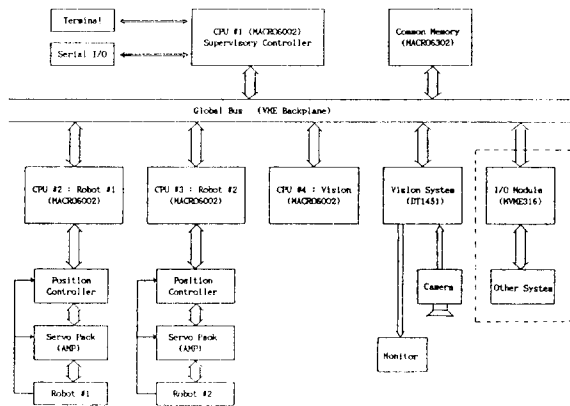 Terminal
CPU #1 (MACRO6002)
Supervisory Controller
Common Memory
(MACRO6302)
Serial I/O
Global Bus (VME Backplane)
CPU #2 : Robot #1
(MACRO6002)
CPU #3 : Robot #2
(MACRO6002)
CPU #4 : Vision
(MACRO6002)
Vision System
(DT1451)
I/O Module
(MVME316)
Position
Controller
Position
Controller
Camera
Other System
Servo Pack
(AMP)
Servo Pack
(AMP)
Monitor
Robot #1
Robot #2